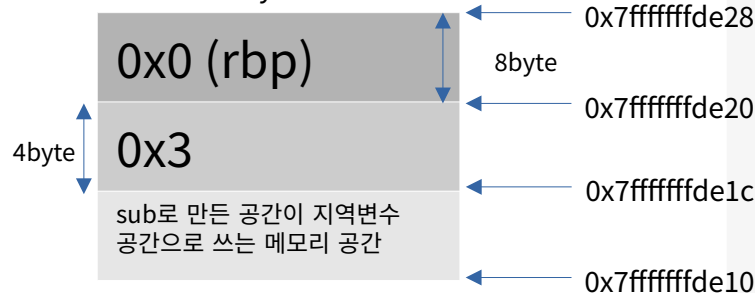 0x7fffffffde28
0x0 (rbp)
8byte
0x7fffffffde20
4byte
0x3
0x7fffffffde1c
sub로 만든 공간이 지역변수
공간으로 쓰는 메모리 공간
0x7fffffffde10